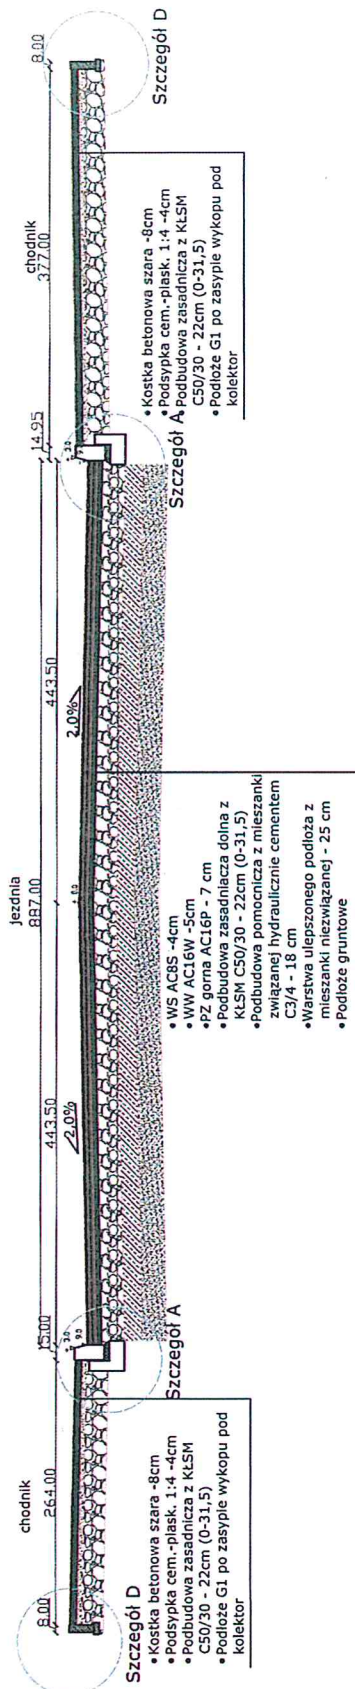 chodnik
jezdnia
chodnik
8.00
264.00
15.00
887.00
14.95
377.00
8.00
443.50
443.50
2.0%
2.0%
Szczegół D
Szczegół A
Szczegół A
Szczegół D
• Kostka betonowa szara -8cm
• Podsypka cem.-plask. 1:4 -4cm
• Podbudowa zasadnicza z KŁSM
C50/30 - 22cm (0-31,5)
• Podłoże G1 po zasypie wykopu pod
kolektor
• WS AC8S -4cm
• WW AC16W -5cm
• PZ gorna AC16P - 7 cm
• Podbudowa zasadniacza dolna z
KŁSM C50/30 - 22cm (0-31,5)
• Podbudowa pomocnicza z mieszanki
związanej hydraulicznie cementem
C3/4 - 18 cm
• Warstwa ulepszonego podłoża z
mieszanki niezwiązanej - 25 cm
• Podłoże gruntowe
• Kostka betonowa szara -8cm
• Podsypka cem.-plask. 1:4 -4cm
• Podbudowa zasadnicza z KŁSM
C50/30 - 22cm (0-31,5)
• Podłoże G1 po zasypie wykopu pod
kolektor